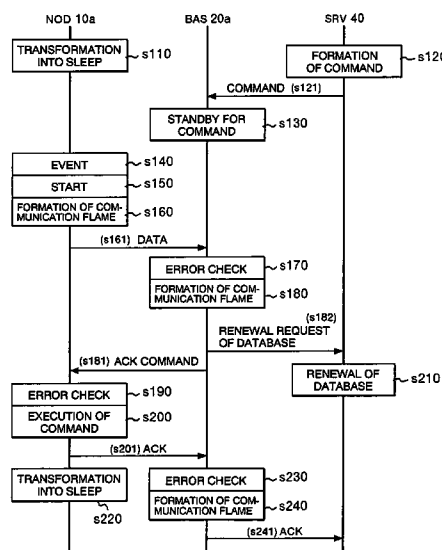 NOD 10a
BAS 20a
SRV 40
TRANSFORMATION
INTO SLEEP
s110
FORMATION
OF COMMAND
s120
COMMAND (s121)
STANDBY FOR
COMMAND
s130
EVENT
s140
START
s150
FORMATION OF COM-
MUNICATION FLAME
s160
(s161) DATA
ERROR CHECK
s170
FORMATION OF COM-
MUNICATION FLAME
s180
(s182)
RENEWAL REQUEST
OF DATABASE
(s181) ACK COMMAND
RENEWAL OF
DATABASE
s210
ERROR CHECK
s190
EXECUTION OF
COMMAND
s200
(s201) ACK
TRANSFORMATION
INTO SLEEP
s220
ERROR CHECK
s230
FORMATION OF COM-
MUNICATION FLAME
s240
(s241) ACK